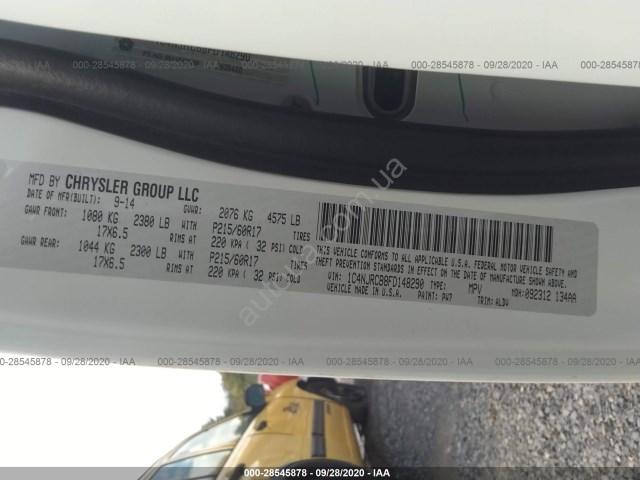 000-28545878 - 09/28/2020 - IAA
MFD BY CHRYSLER GROUP LLC
DATE OF MFR(BUILT): 9-14 GVWR: 2076 KG 4575 LB
GAWR FRONT: 1080 KG 2380 LB P215/60R17 TIRES
17X6.5 RIMS AT 220 KPA ( 32 PSI) COLD
GAWR REAR: 1044 KG 2300 LB P215/60R17 TIRES
17X6.5 RIMS AT 220 KPA ( 32 PSI) COLD
THIS VEHICLE CONFORMS TO ALL APPLICABLE U.S.A. FEDERAL MOTOR VEHICLE SAFETY AND
THEFT PREVENTION STANDARDS IN EFFECT ON THE DATE OF MANUFACTURE SHOWN ABOVE.
VIN: 1C4NJRCB8FD148290 TYPE: MPV MDH:092312 134AA
VEHICLE MADE IN U.S.A. PAINT: PW7 TRIM: ALDV
000-28545878 - 09/28/2020 - IAA
000-28545878 - 09/28/2020 - IAA